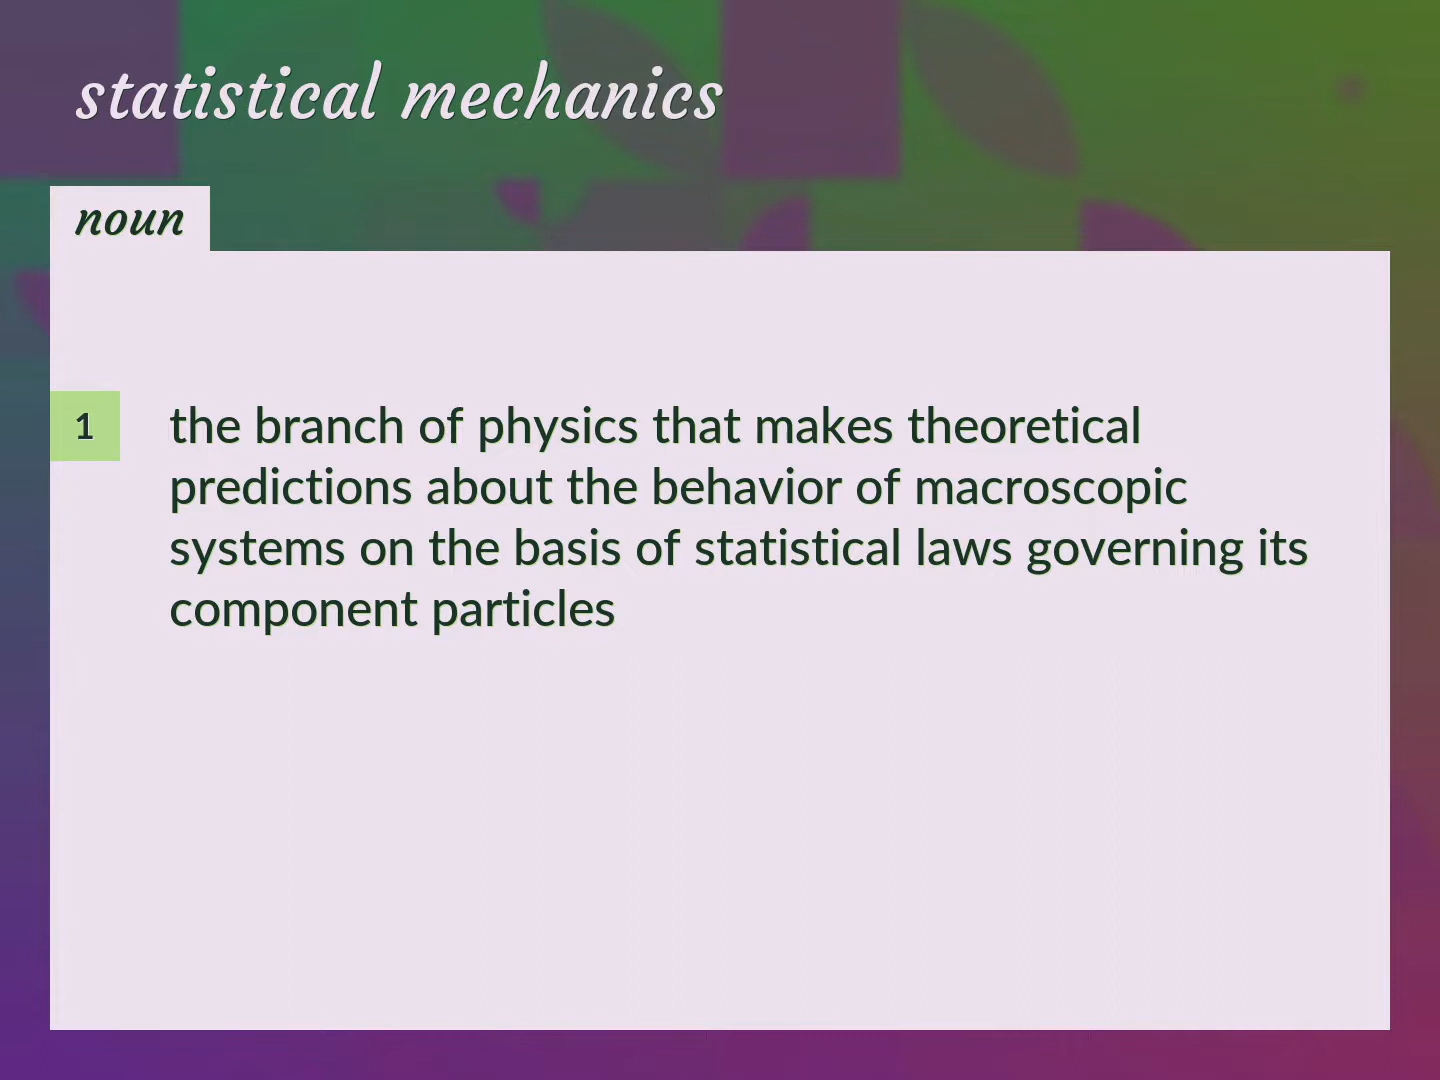 statistical mechanics
noun
1
the branch of physics that makes theoretical
predictions about the behavior of macroscopic
systems on the basis of statistical laws governing its
component particles